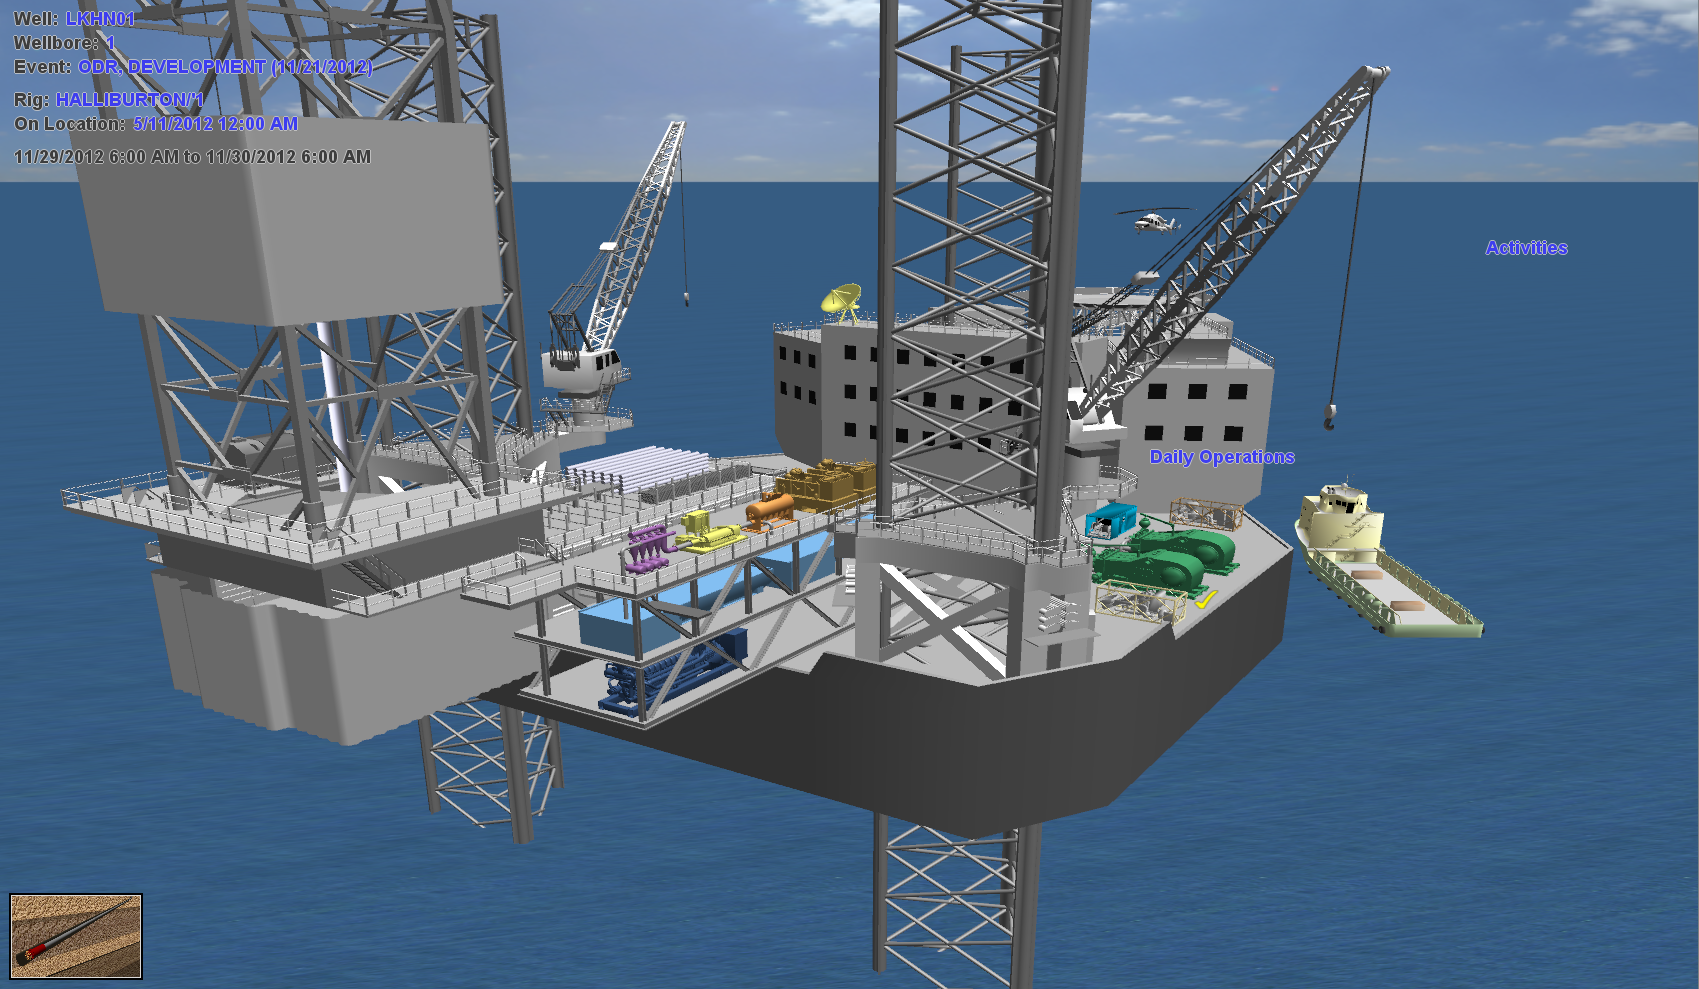 Well: LKHN01
Wellbore: 1
Event: ODR, DEVELOPMENT (11/21/2012)
Rig: HALLIBURTON/'1
On Location: 5/11/2012 12:00 AM
11/29/2012 6:00 AM to 11/30/2012 6:00 AM
Activities
Daily Operations